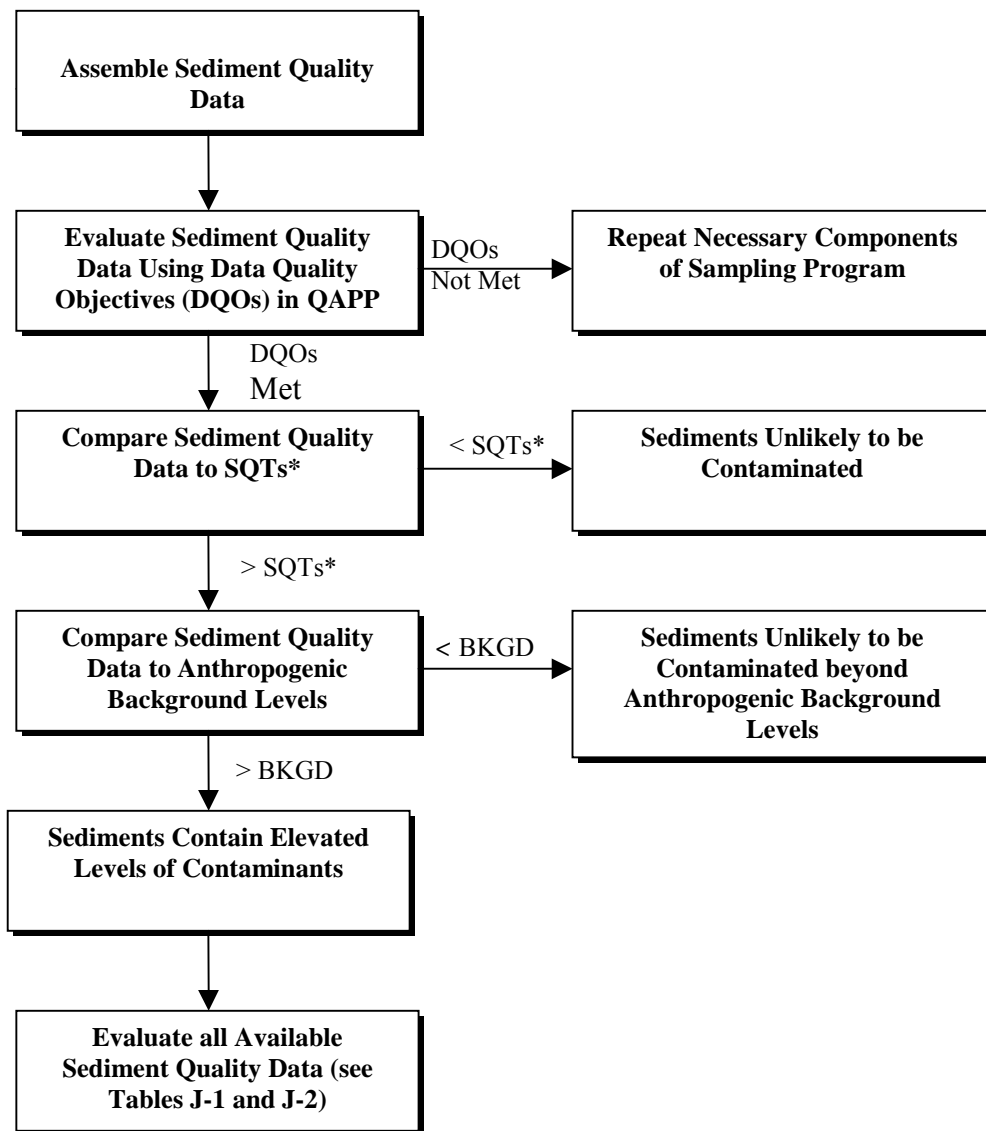 Assemble Sediment Quality
Data
Evaluate Sediment Quality
Data Using Data Quality
Objectives (DQOs) in QAPP
DQOs
Not Met
Repeat Necessary Components
of Sampling Program
DQOs
Met
Compare Sediment Quality
Data to SQTs*
< SQTs*
Sediments Unlikely to be
Contaminated
> SQTs*
Compare Sediment Quality
Data to Anthropogenic
Background Levels
< BKGD
Sediments Unlikely to be
Contaminated beyond
Anthropogenic Background
Levels
> BKGD
Sediments Contain Elevated
Levels of Contaminants
Evaluate all Available
Sediment Quality Data (see
Tables J-1 and J-2)